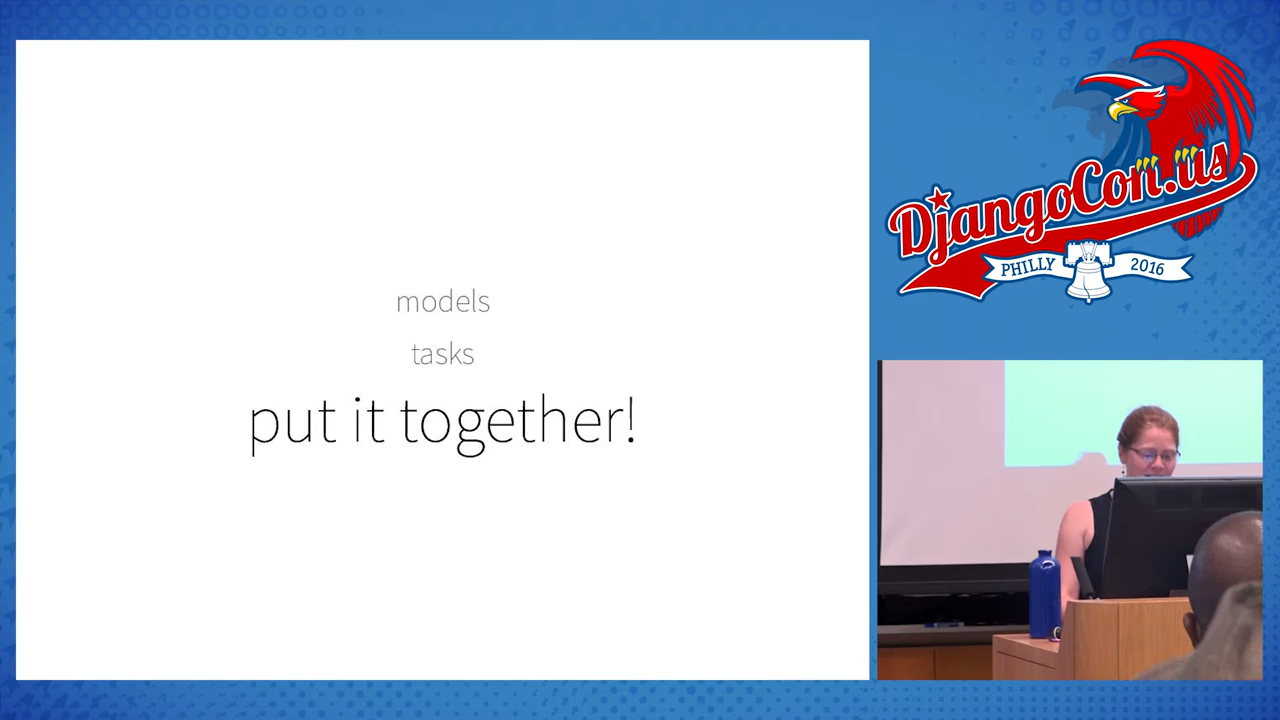 models
tasks
put it together!
DjangoCon.us
PHILLY 2016